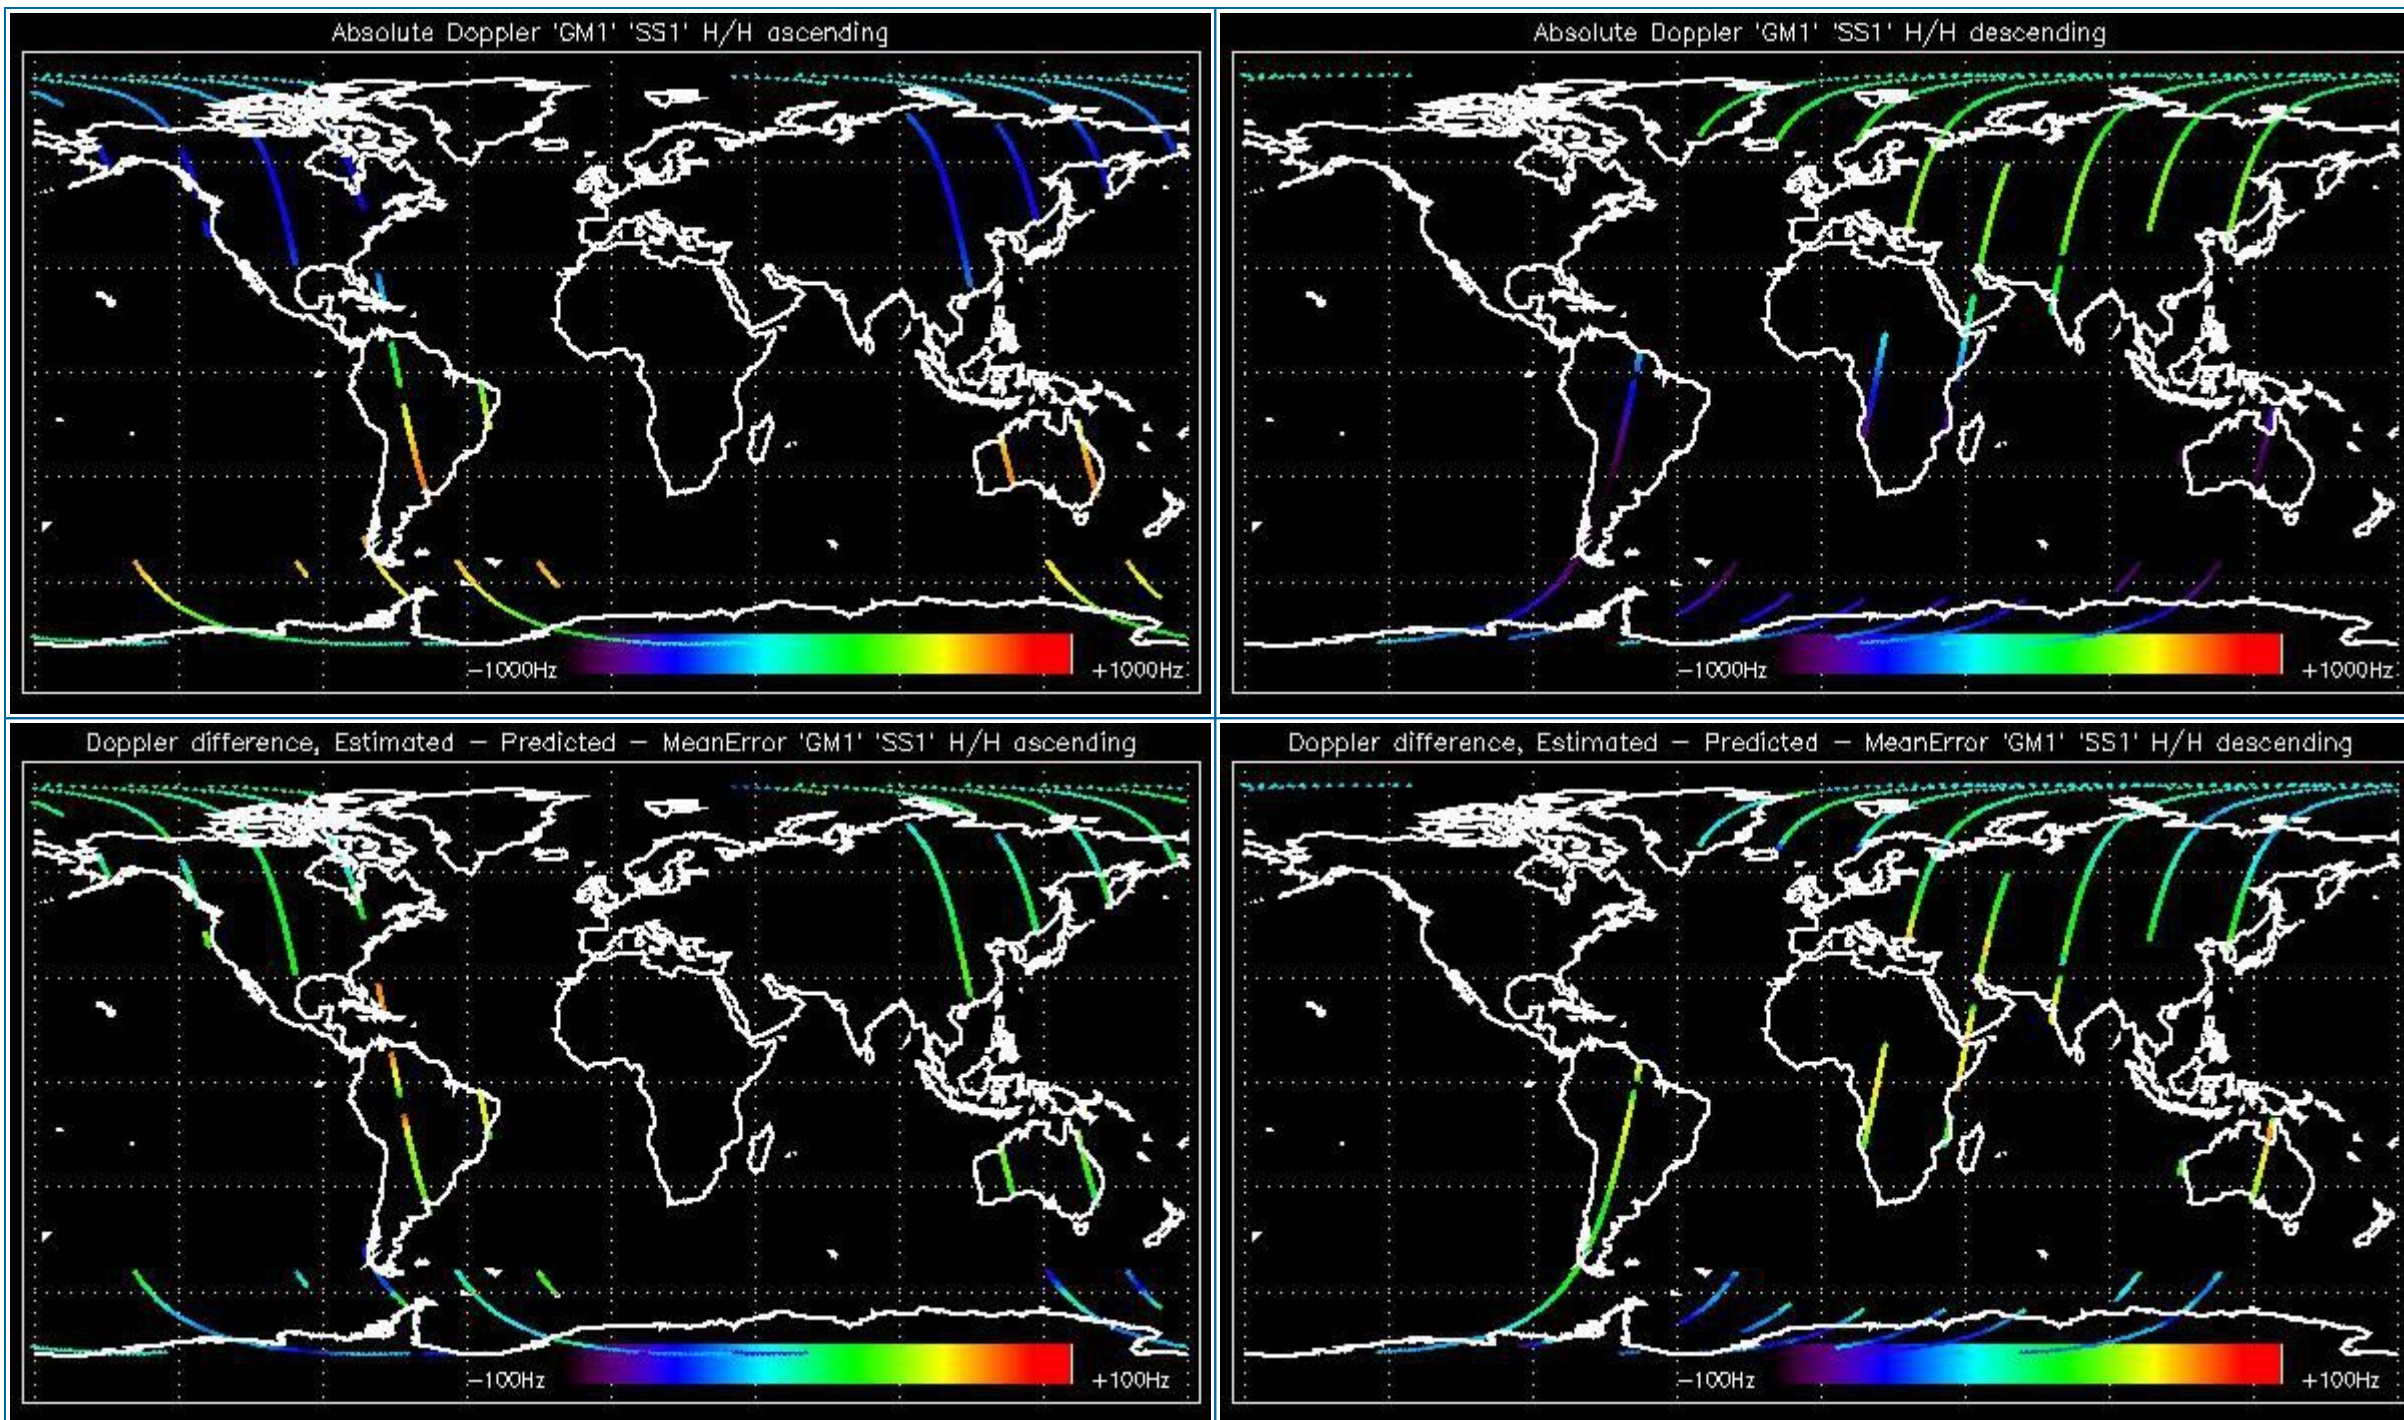 Absolute Doppler 'GM1' 'SS1' H/H ascending
-1000Hz
+1000Hz
Absolute Doppler 'GM1' 'SS1' H/H descending
-1000Hz
+1000Hz
Doppler difference, Estimated - Predicted - MeanError 'GM1' 'SS1' H/H ascending
-100Hz
+100Hz
Doppler difference, Estimated - Predicted - MeanError 'GM1' 'SS1' H/H descending
-100Hz
+100Hz